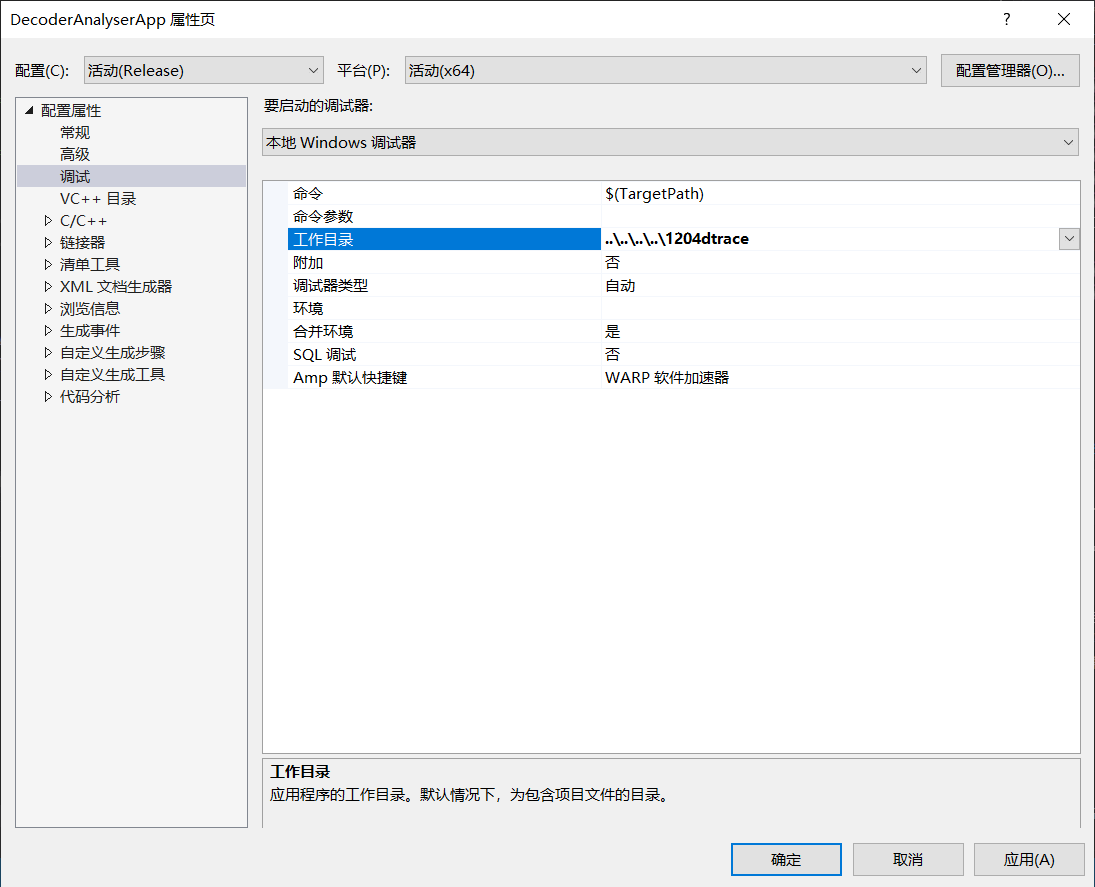 DecoderAnalyserApp 属性页
?
配置(C):
活动(Release)
平台(P):
活动(x64)
配置管理器(O)...
配置属性
常规
高级
调试
VC++ 目录
C/C++
链接器
清单工具
XML 文档生成器
浏览信息
生成事件
自定义生成步骤
自定义生成工具
代码分析
要启动的调试器:
本地 Windows 调试器
命令 $(TargetPath)
命令参数
工作目录 ..\..\..\..\1204dtrace
附加 否
调试器类型 自动
环境
合并环境 是
SQL 调试 否
Amp 默认快捷键 WARP 软件加速器
工作目录
应用程序的工作目录。默认情况下，为包含项目文件的目录。
确定
取消
应用(A)